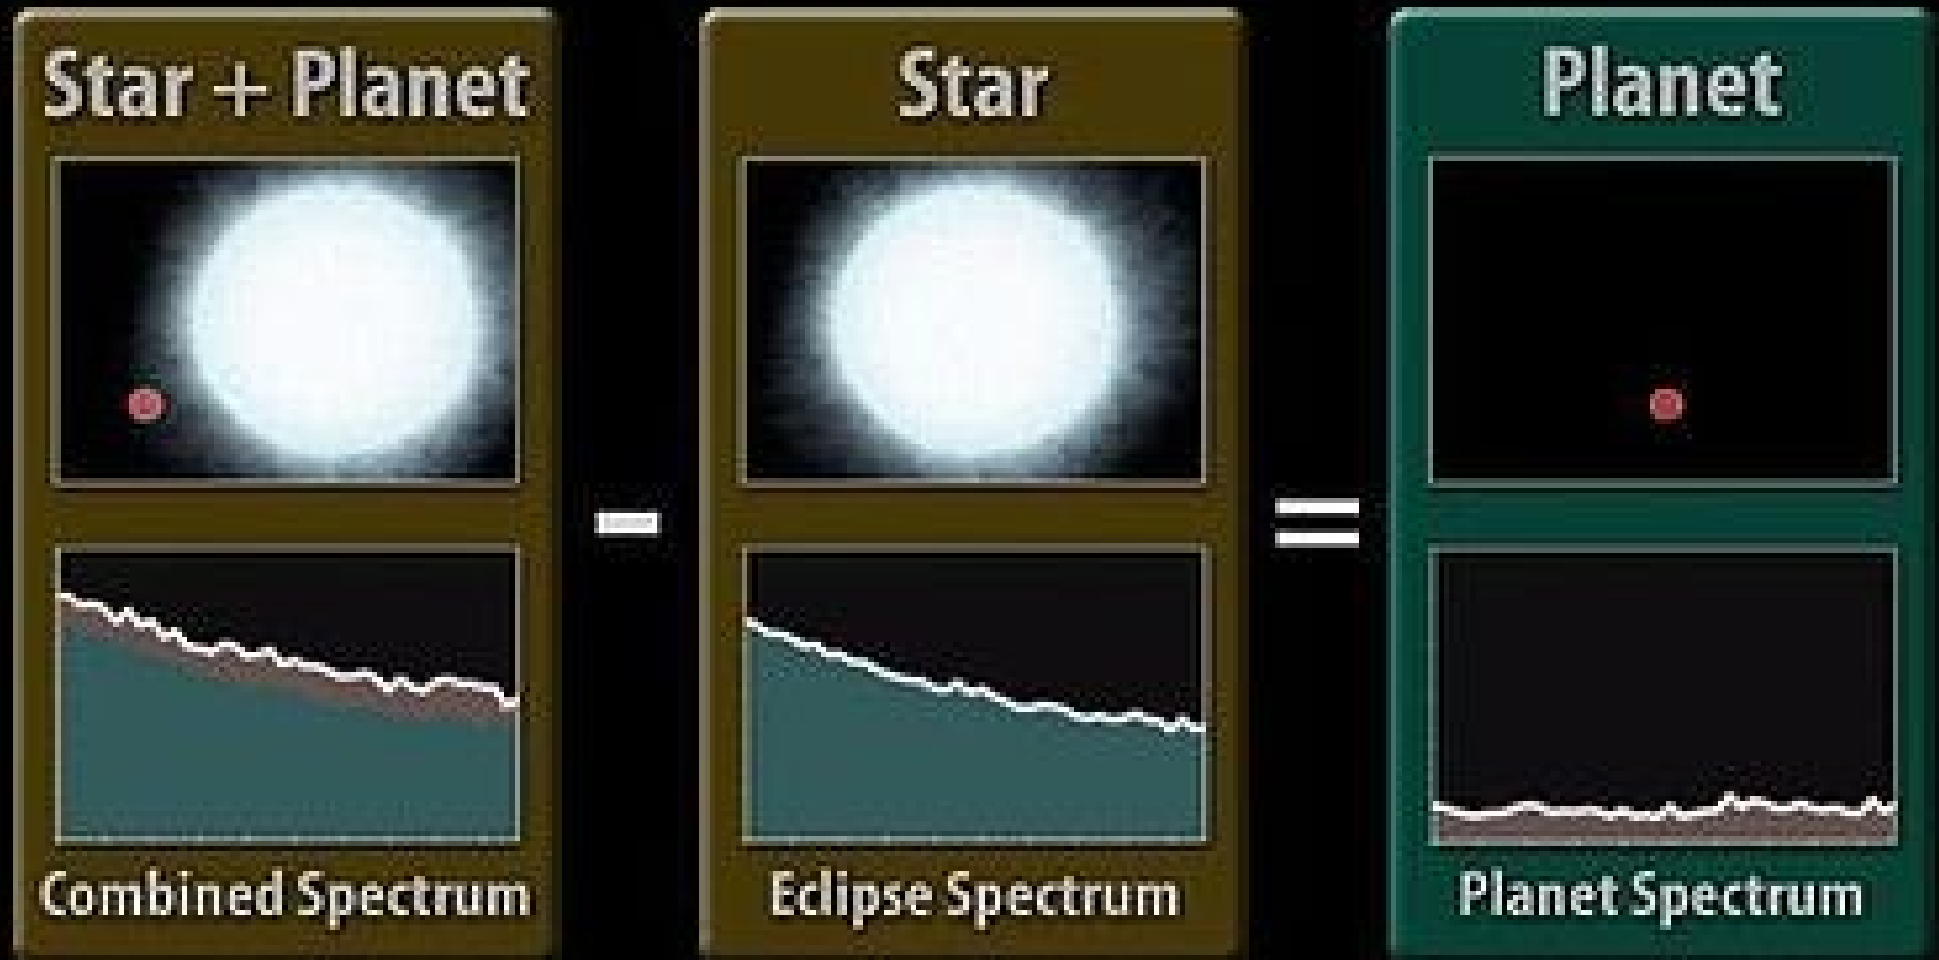 Star + Planet
Combined Spectrum
-
Star
Eclipse Spectrum
=
Planet
Planet Spectrum